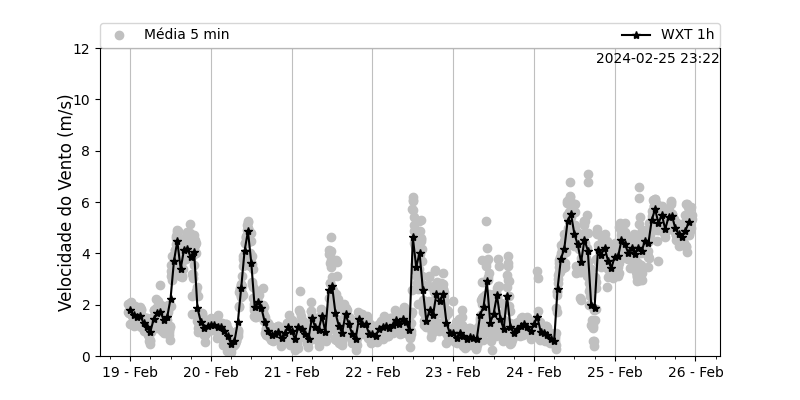 Média 5 min
WXT 1h
2024-02-25 23:22
Velocidade do Vento (m/s)
12
10
8
6
4
2
0
19 - Feb
20 - Feb
21 - Feb
22 - Feb
23 - Feb
24 - Feb
25 - Feb
26 - Feb